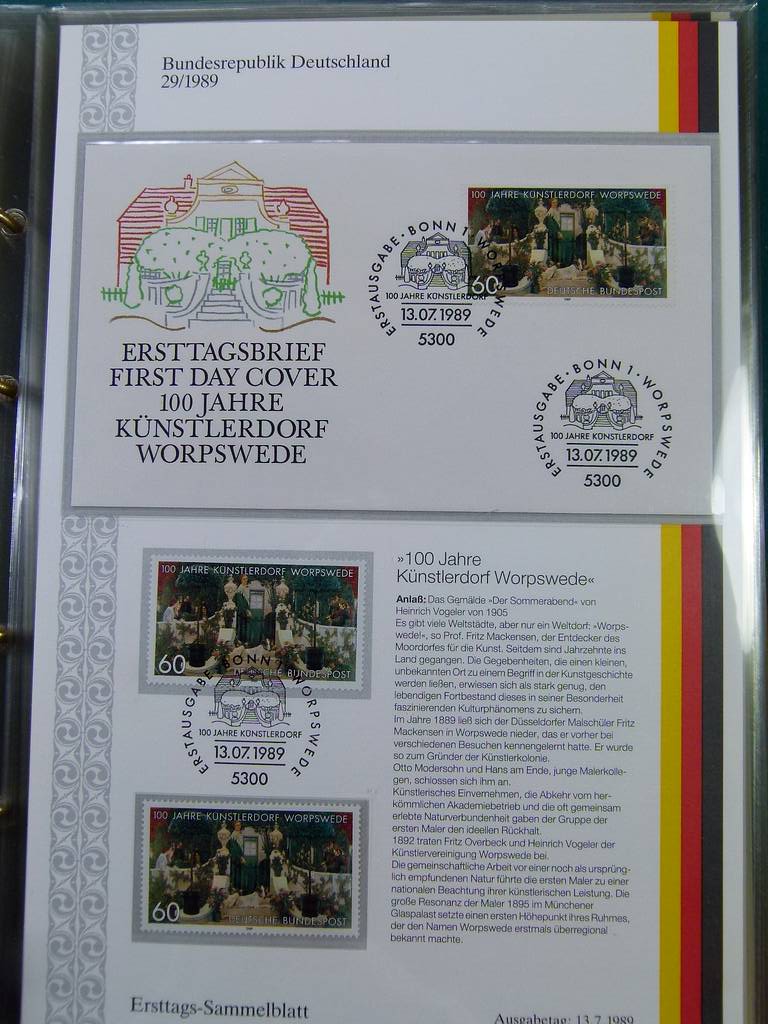 Bundesrepublik Deutschland
29/1989
100 JAHRE KÜNSTLERDORF WORPSWEDE
60
DEUTSCHE BUNDESPOST
ERSTAUSGABE · BONN 1 · WORPSWEDE
100 JAHRE KÜNSTLERDORF
13.07.1989
5300
ERSTTAGSBRIEF
FIRST DAY COVER
100 JAHRE
KÜNSTLERDORF
WORPSWEDE
ERSTAUSGABE · BONN 1 · WORPSWEDE
100 JAHRE KÜNSTLERDORF
13.07.1989
5300
100 JAHRE KÜNSTLERDORF WORPSWEDE
60
DEUTSCHE BUNDESPOST
ERSTAUSGABE · BONN 1 · WORPSWEDE
100 JAHRE KÜNSTLERDORF
13.07.1989
5300
100 JAHRE KÜNSTLERDORF WORPSWEDE
60
DEUTSCHE BUNDESPOST
»100 Jahre
Künstlerdorf Worpswede«
Anlaß: Das Gemälde »Der Sommerabend« von
Heinrich Vogeler von 1905
Es gibt viele Weltstädte, aber nur ein Weltdorf: »Worps-
wede!«, so Prof. Fritz Mackensen, der Entdecker des
Moordorfes für die Kunst. Seitdem sind Jahrzehnte ins
Land gegangen. Die Gegebenheiten, die einen kleinen,
unbekannten Ort zu einem Begriff in der Kunstgeschichte
werden ließen, erwiesen sich als stark genug, den
lebendigen Fortbestand dieses in seiner Besonderheit
faszinierenden Kulturphänomens zu sichern.
Im Jahre 1889 ließ sich der Düsseldorfer Malschüler Fritz
Mackensen in Worpswede nieder, das er vorher bei
verschiedenen Besuchen kennengelernt hatte. Er wurde
so zum Gründer der Künstlerkolonie.
Otto Modersohn und Hans am Ende, junge Malerkolle-
gen, schlossen sich ihm an.
Künstlerisches Einvernehmen, die Abkehr vom her-
kömmlichen Akademiebetrieb und die oft gemeinsam
erlebte Naturverbundenheit gaben der Gruppe der
ersten Maler den ideellen Rückhalt.
1892 traten Fritz Overbeck und Heinrich Vogeler der
Künstlervereinigung Worpswede bei.
Die gemeinschaftliche Arbeit vor einer noch als ursprüng-
lich empfundenen Natur führte die ersten Maler zu einer
nationalen Beachtung ihrer künstlerischen Leistung. Die
große Resonanz der Maler 1895 im Münchener
Glaspalast setzte einen ersten Höhepunkt ihres Ruhmes,
der den Namen Worpswede erstmals überregional
bekannt machte.
Ersttags-Sammelblatt
Ausgabetag: 13.7.1989